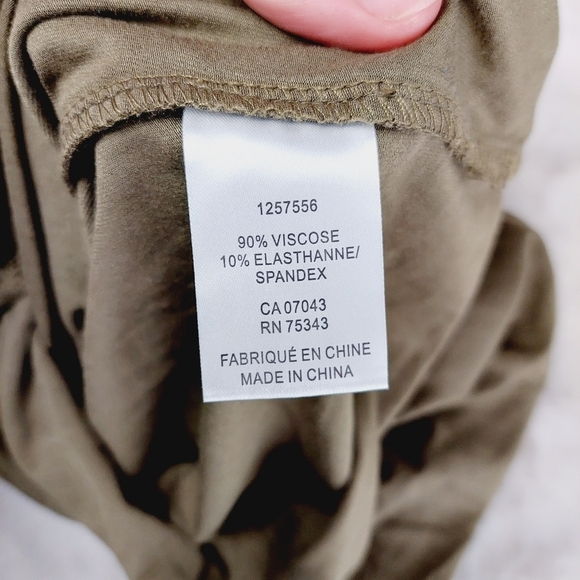 1257556
90% VISCOSE
10% ELASTHANNE/
SPANDEX
CA 07043
RN 75343
FABRIQUÉ EN CHINE
MADE IN CHINA